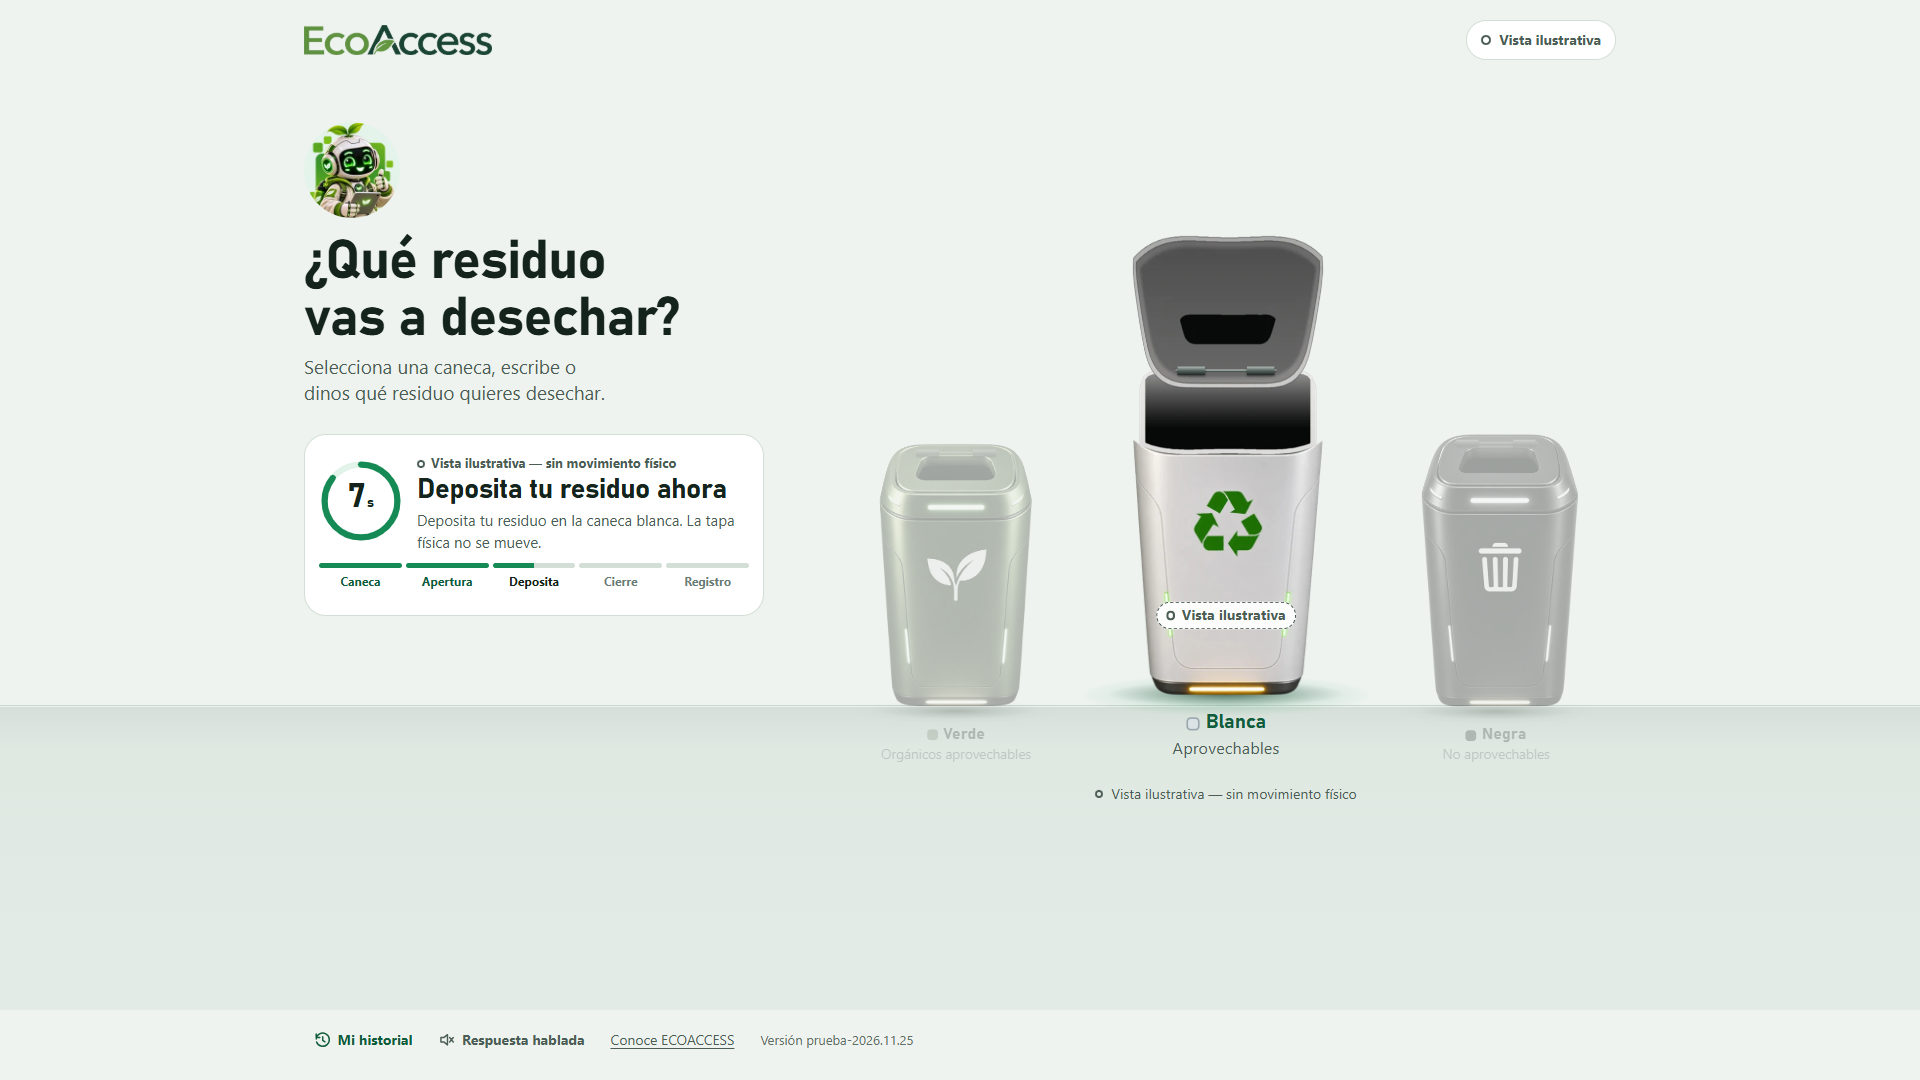 EcoAccess
Vista ilustrativa
¿Qué residuo
vas a desechar?
Selecciona una caneca, escribe o
dinos qué residuo quieres desechar.
7 s
Vista ilustrativa — sin movimiento físico
Deposita tu residuo ahora
Deposita tu residuo en la caneca blanca. La tapa
física no se mueve.
Caneca Apertura Deposita Cierre Registro
Vista ilustrativa
Verde
Orgánicos aprovechables
Blanca
Aprovechables
Negra
No aprovechables
Vista ilustrativa — sin movimiento físico
Mi historial Respuesta hablada Conoce ECOACCESS Versión prueba-2026.11.25